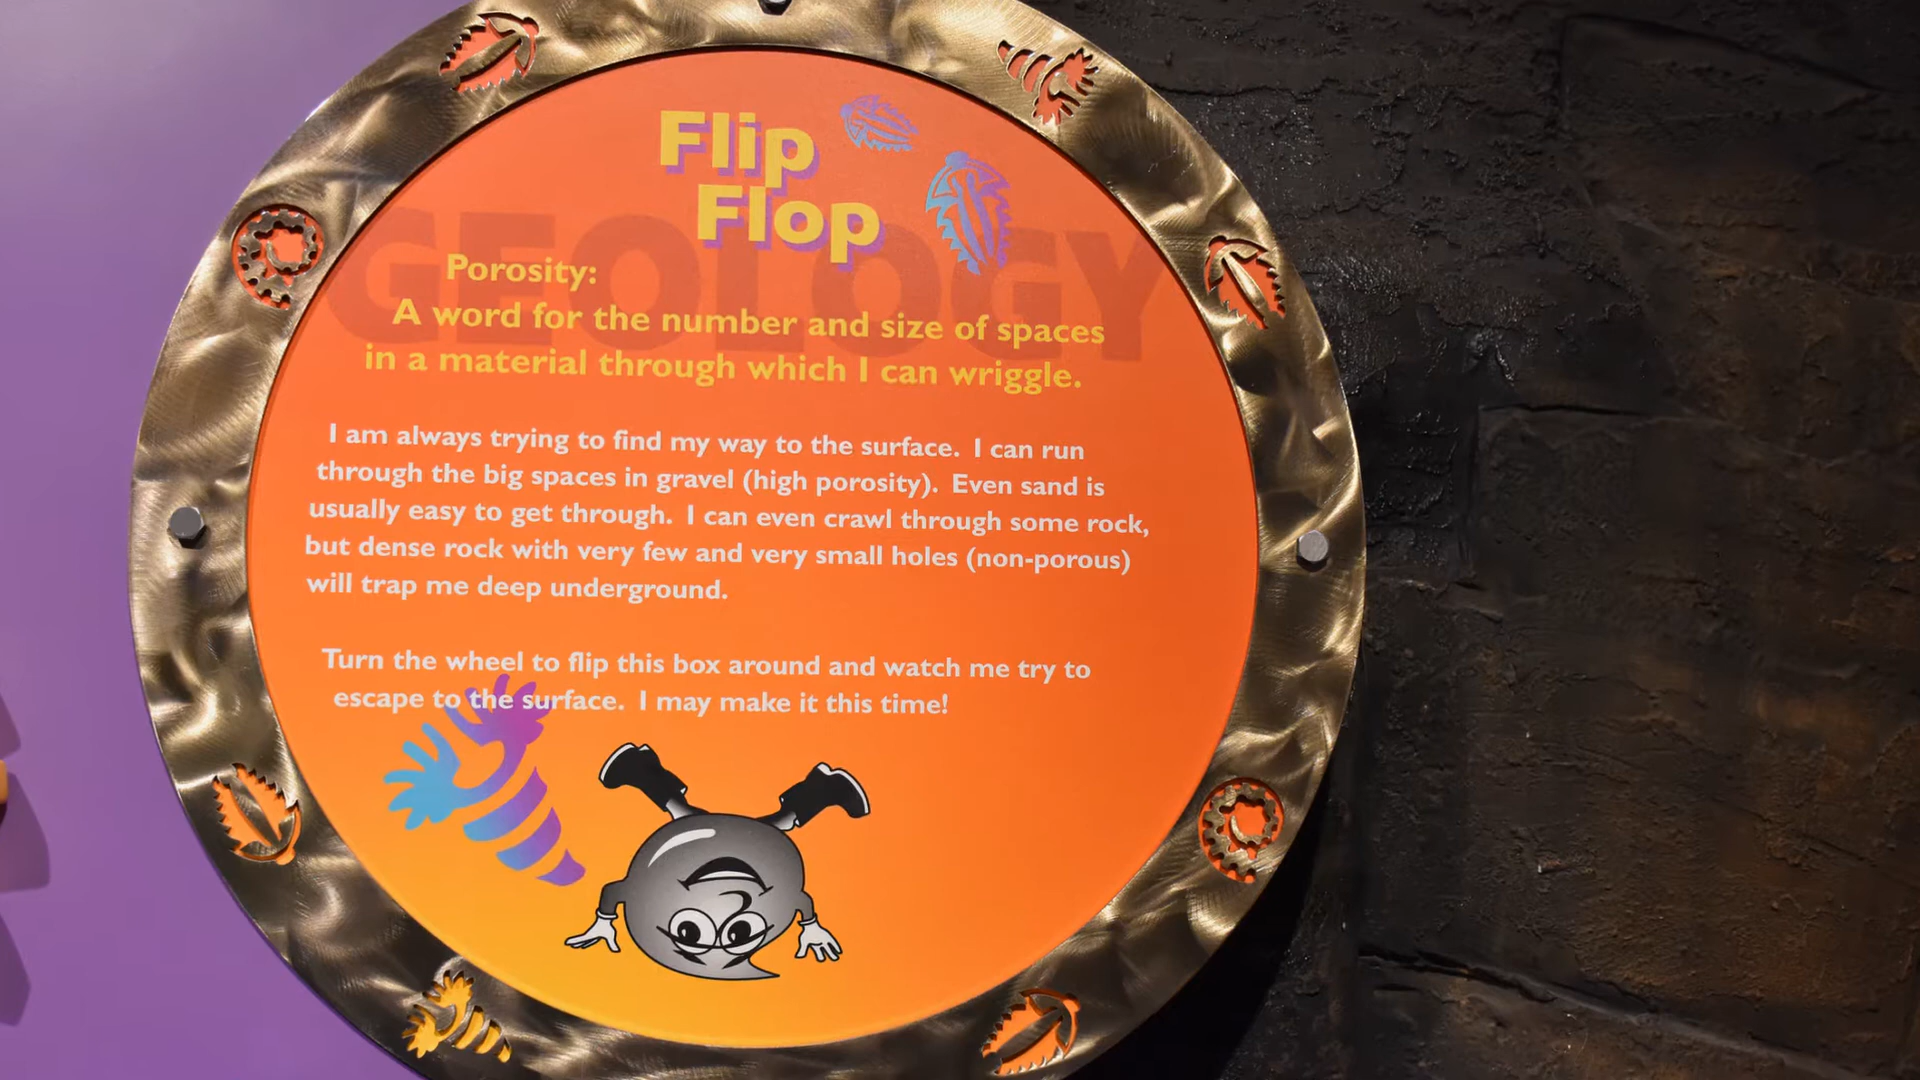 Flip
Flop
GEOLOGY
Porosity:
A word for the number and size of spaces
in a material through which I can wriggle.
I am always trying to find my way to the surface. I can run
through the big spaces in gravel (high porosity). Even sand is
usually easy to get through. I can even crawl through some rock,
but dense rock with very few and very small holes (non-porous)
will trap me deep underground.
Turn the wheel to flip this box around and watch me try to
escape to the surface. I may make it this time!